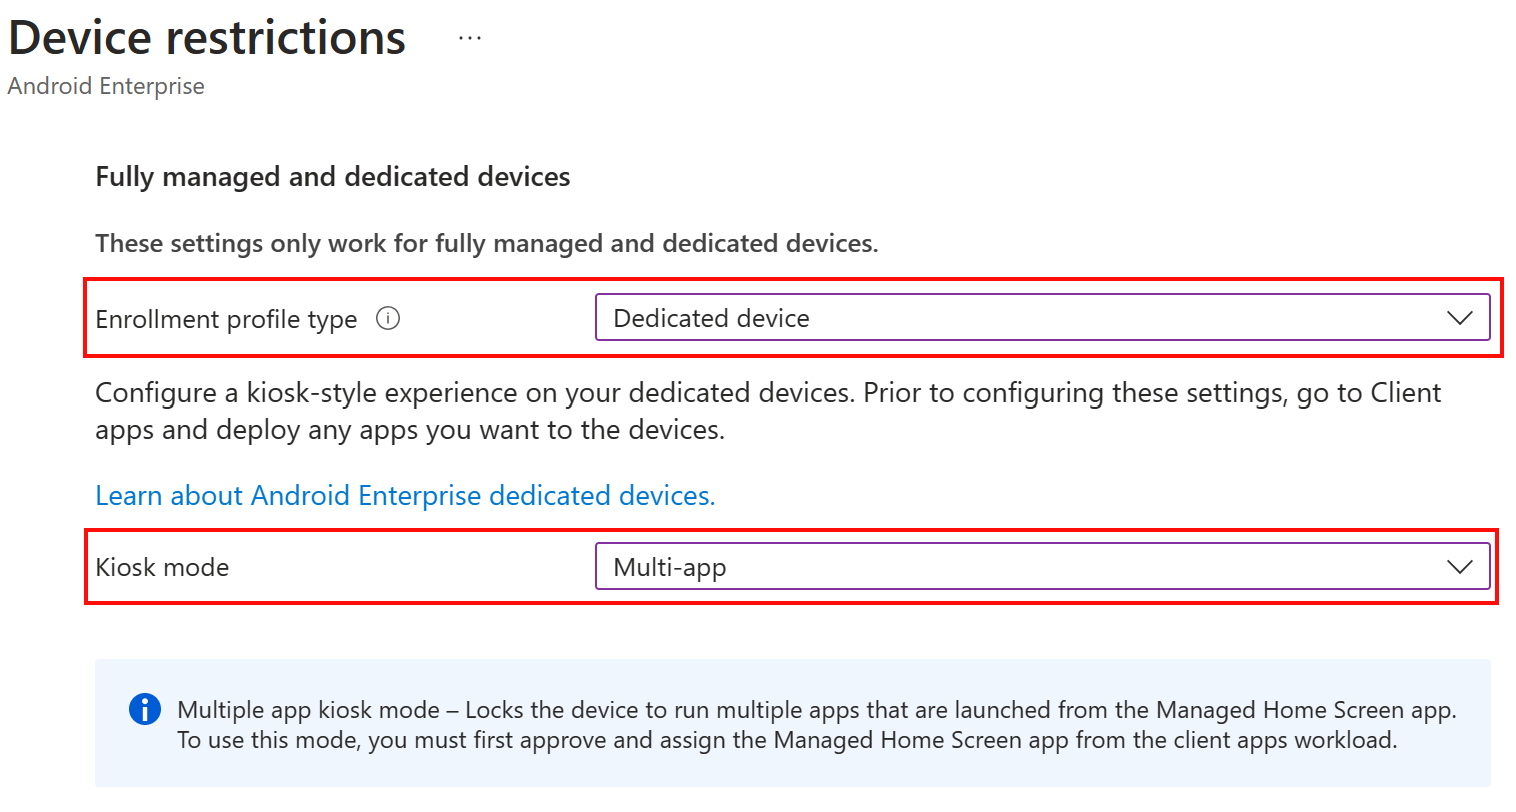 Device restrictions ...
Android Enterprise
Fully managed and dedicated devices
These settings only work for fully managed and dedicated devices.
Enrollment profile type Dedicated device
Configure a kiosk-style experience on your dedicated devices. Prior to configuring these settings, go to Client
apps and deploy any apps you want to the devices.
Learn about Android Enterprise dedicated devices.
Kiosk mode Multi-app
Multiple app kiosk mode – Locks the device to run multiple apps that are launched from the Managed Home Screen app.
To use this mode, you must first approve and assign the Managed Home Screen app from the client apps workload.